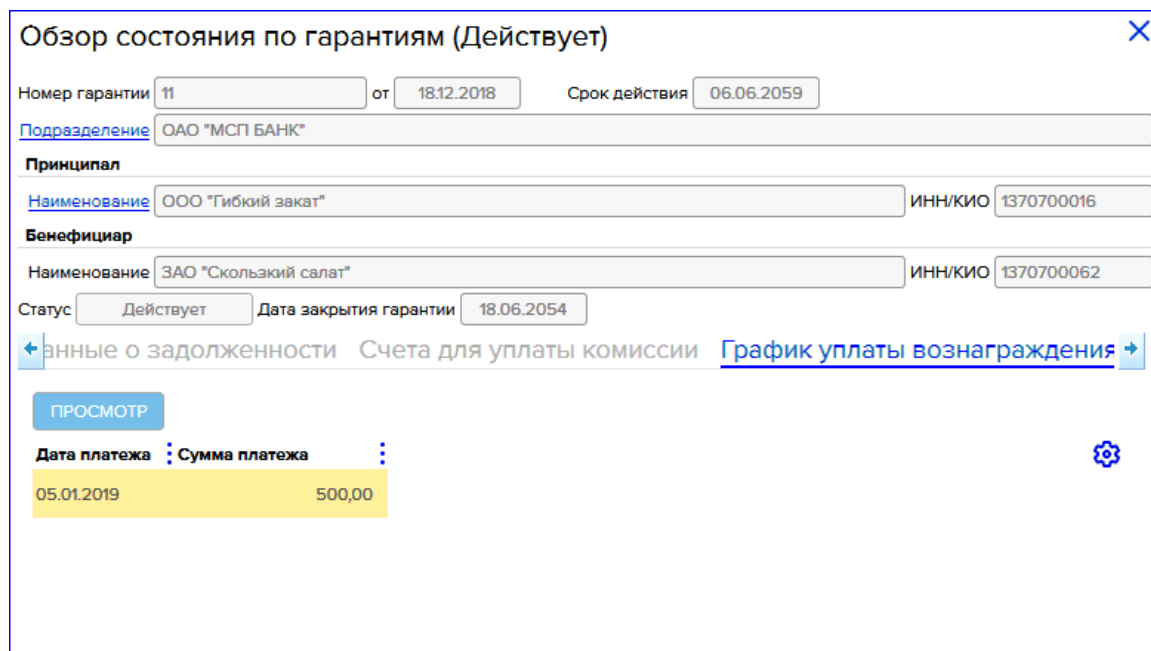 Обзор состояния по гарантиям (Действует)
Номер гарантии 11 от 18.12.2018 Срок действия 06.06.2059
Подразделение ОАО "МСП БАНК"
Принципал
Наименование ООО "Гибкий закат" ИНН/КИО 1370700016
Бенефициар
Наименование ЗАО "Скользкий салат" ИНН/КИО 1370700062
Статус Действует Дата закрытия гарантии 18.06.2054
анные о задолженности Счета для уплаты комиссии График уплаты вознаграждения
ПРОСМОТР
Дата платежа Сумма платежа
05.01.2019 500,00